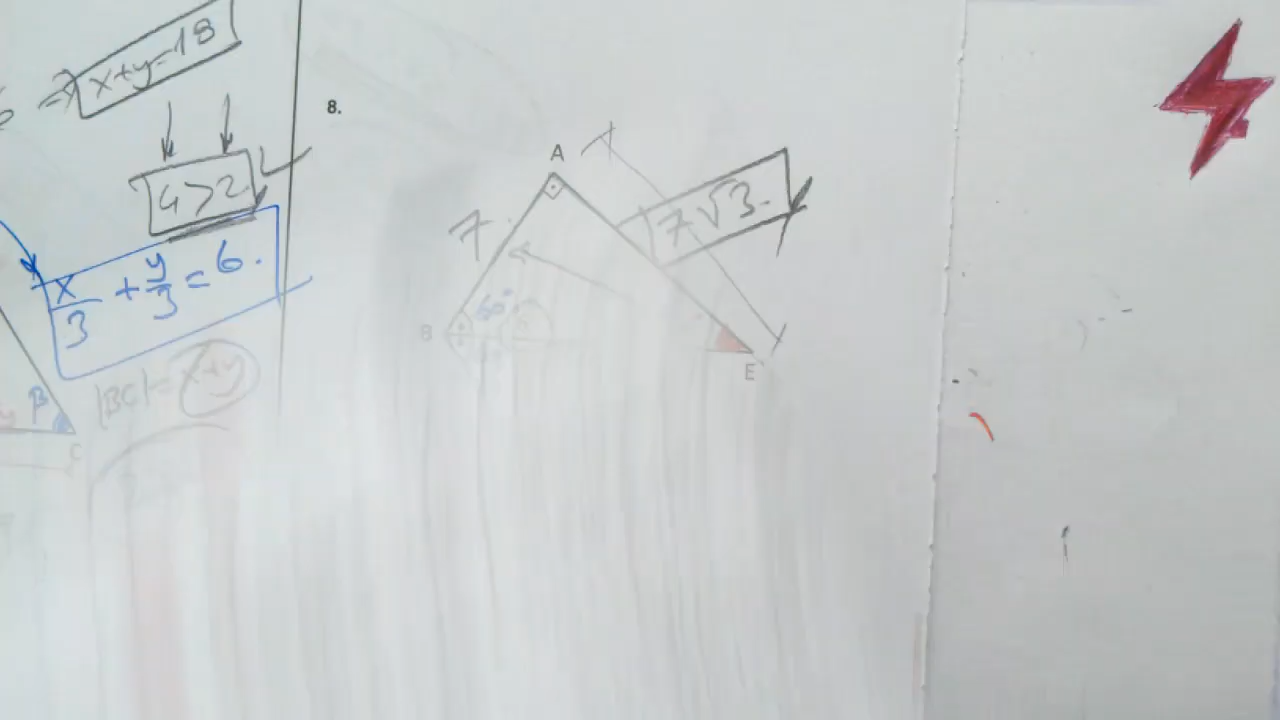 => x+y=18
4>2
x/3 + y/3 = 6.
|BC|=x+y
β
C
8.
A
7
7√3.
B
60°
E